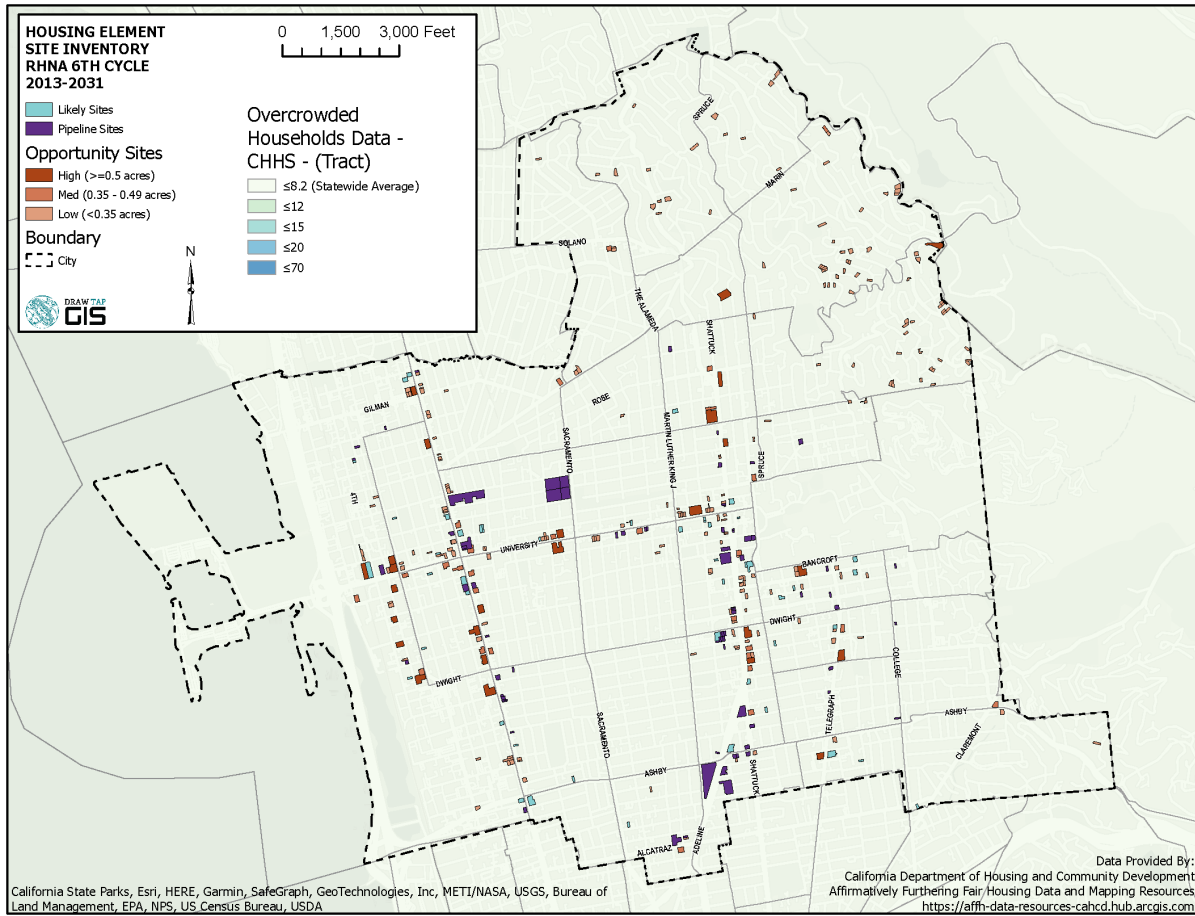 HOUSING ELEMENT
SITE INVENTORY
RHNA 6TH CYCLE
2013-2031
Likely Sites
Pipeline Sites
Opportunity Sites
High (>=0.5 acres)
Med (0.35 - 0.49 acres)
Low (<0.35 acres)
Boundary
City
DRAW TAP
GIS
N
0 1,500 3,000 Feet
Overcrowded
Households Data -
CHHS - (Tract)
≤8.2 (Statewide Average)
≤12
≤15
≤20
≤70
SPRUCE
MARIN
SOLANO
THE ALAMEDA
SHATTUCK
GILMAN
ROSE
SACRAMENTO
MARTIN LUTHER KING J
SPRUCE
4TH
UNIVERSITY
BANCROFT
DWIGHT
DWIGHT
COLLEGE
TELEGRAPH
SACRAMENTO
ASHBY
CLAREMONT
ASHBY
SHATTUCK
ADELINE
ALCATRAZ
California State Parks, Esri, HERE, Garmin, SafeGraph, GeoTechnologies, Inc, METI/NASA, USGS, Bureau of
Land Management, EPA, NPS, US Census Bureau, USDA
Data Provided By:
California Department of Housing and Community Development
Affirmatively Furthering Fair Housing Data and Mapping Resources
https://affh-data-resources-cahcd.hub.arcgis.com